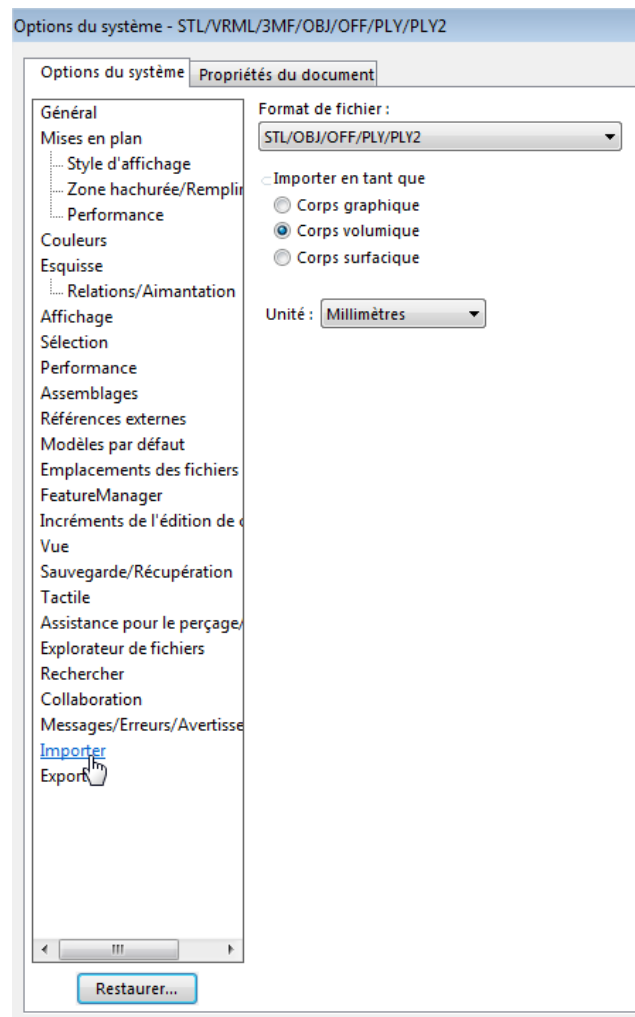 Options du système - STL/VRML/3MF/OBJ/OFF/PLY/PLY2
Options du système
Propriétés du document
Général
Mises en plan
Style d'affichage
Zone hachurée/Remplir
Performance
Couleurs
Esquisse
Relations/Aimantation
Affichage
Sélection
Performance
Assemblages
Références externes
Modèles par défaut
Emplacements des fichiers
FeatureManager
Incréments de l'édition de
Vue
Sauvegarde/Récupération
Tactile
Assistance pour le perçage/
Explorateur de fichiers
Rechercher
Collaboration
Messages/Erreurs/Avertisse
Importer
Export
Restaurer...
Format de fichier :
STL/OBJ/OFF/PLY/PLY2
Importer en tant que
Corps graphique
Corps volumique
Corps surfacique
Unité : Millimètres